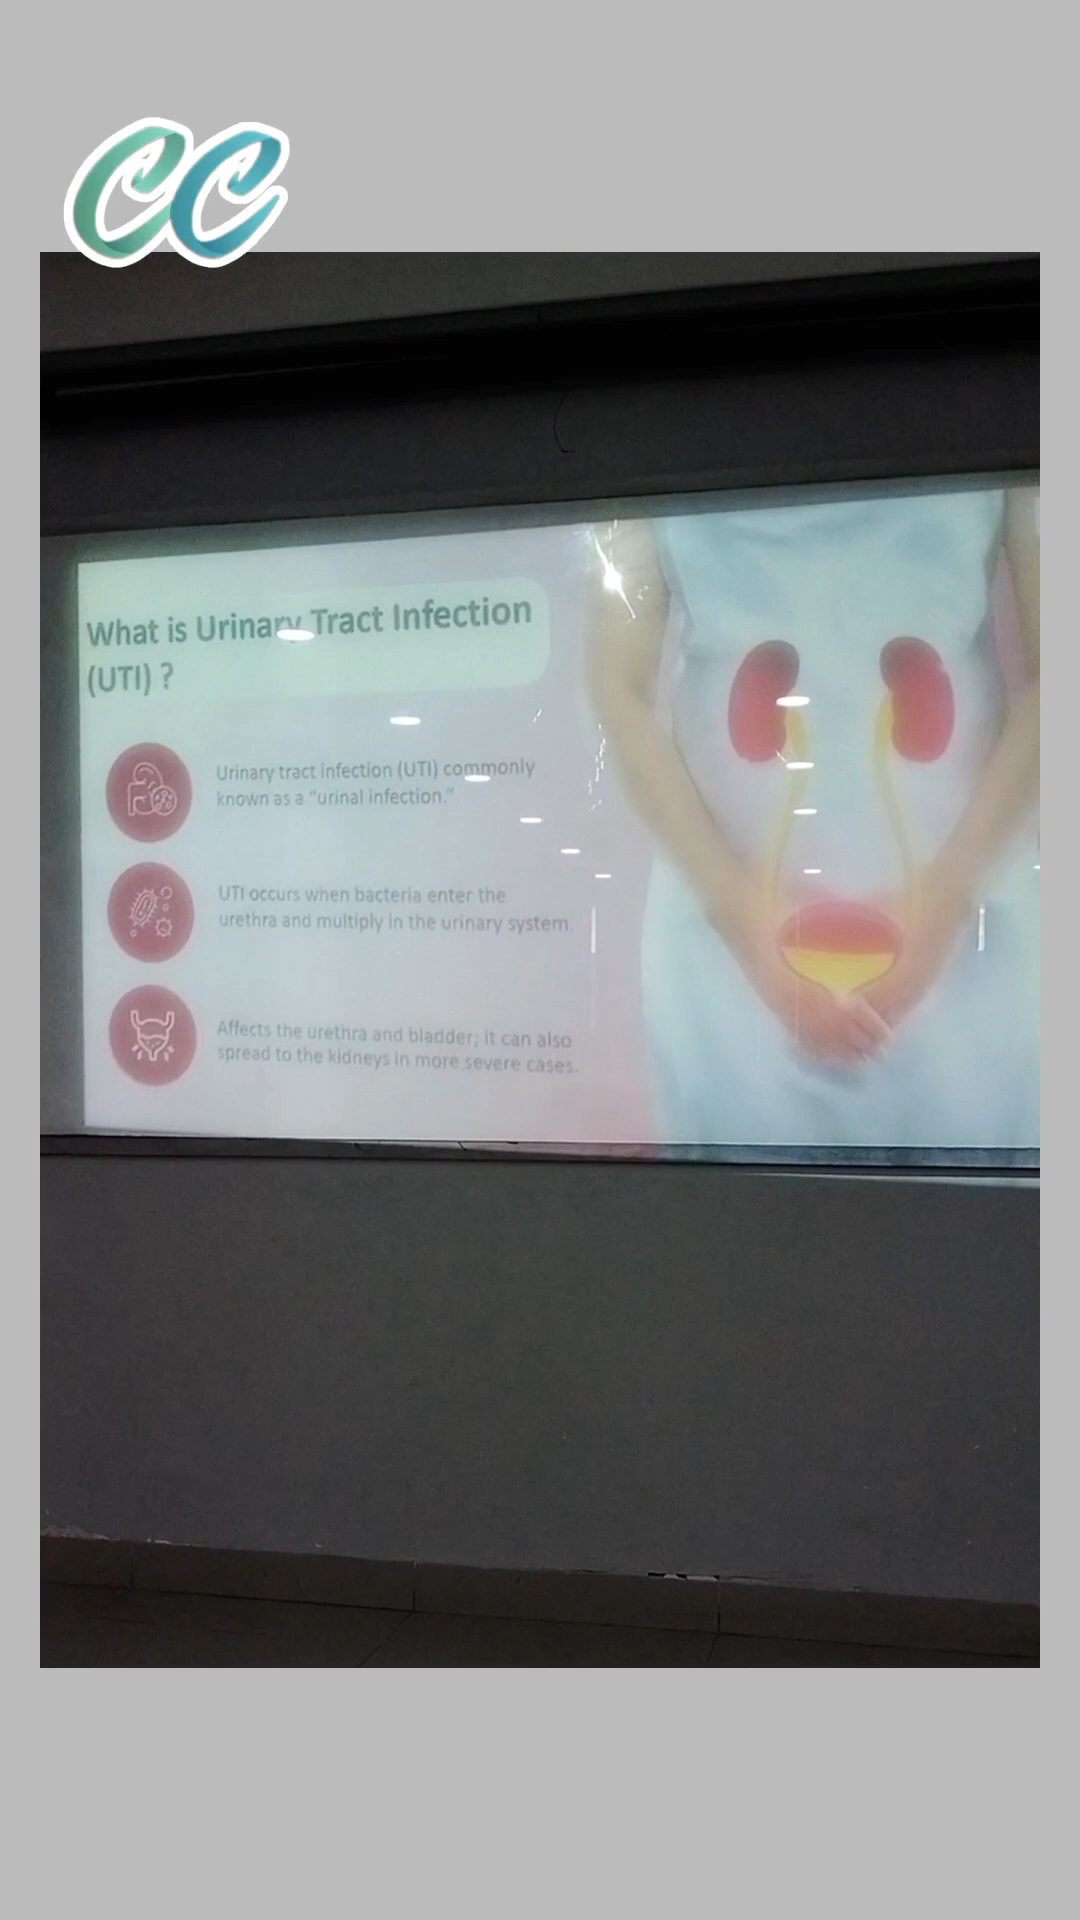 CC
What is Urinary Tract Infection
(UTI) ?
Urinary tract infection (UTI) commonly
known as a “urinal infection.”
UTI occurs when bacteria enter the
urethra and multiply in the urinary system.
Affects the urethra and bladder; it can also
spread to the kidneys in more severe cases.